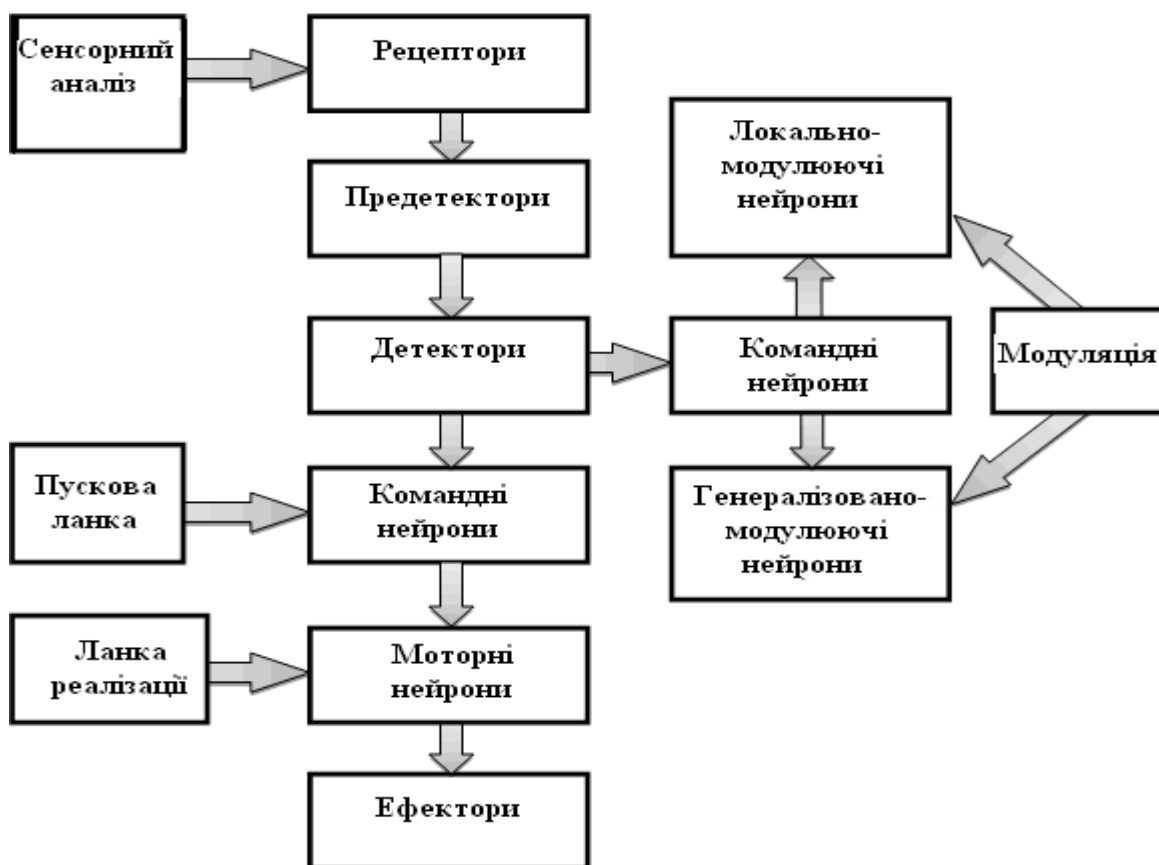 Сенсорний
аналіз
Рецептори
Предетектори
Детектори
Локально-
модулюючі
нейрони
Командні
нейрони
Модуляція
Генералізовано-
модулюючі
нейрони
Пускова
ланка
Командні
нейрони
Ланка
реалізації
Моторні
нейрони
Ефектори